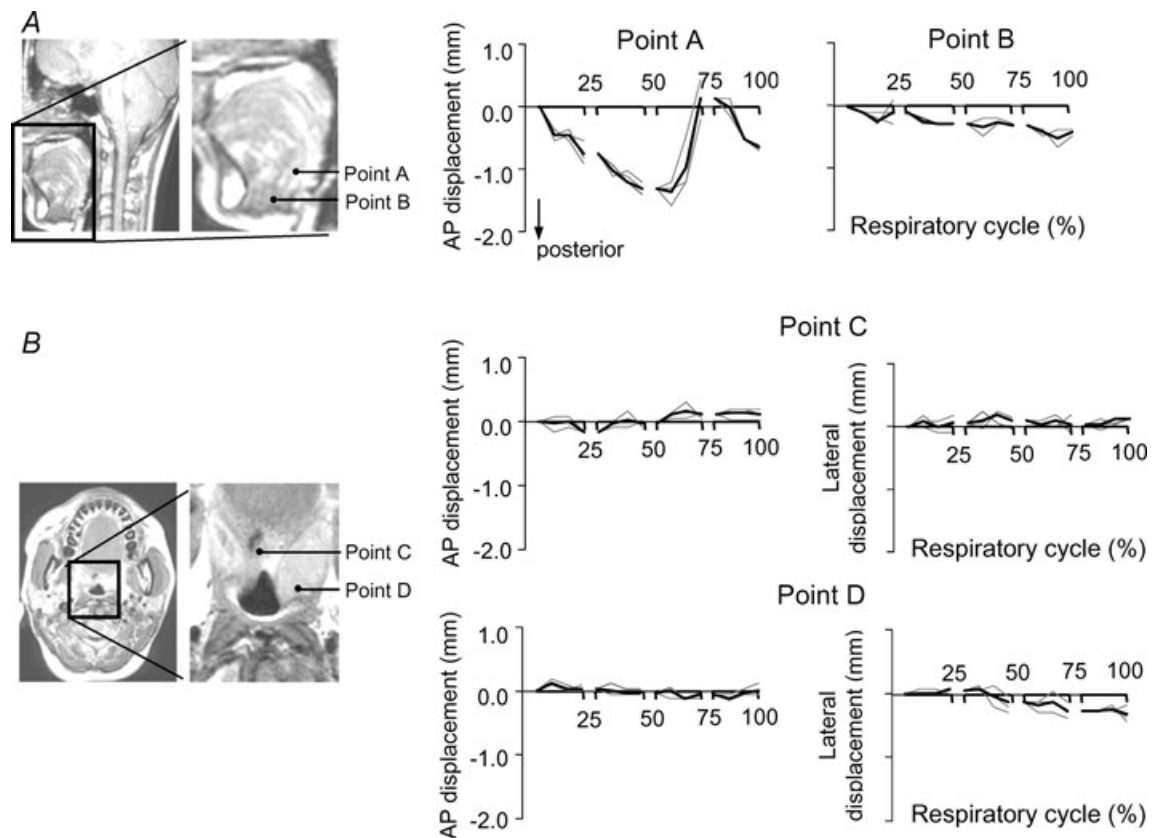 A
Point A
Point B
AP displacement (mm)
1.0
0.0
-1.0
-2.0
Point A
25
50
75
100
posterior
Point B
25
50
75
100
Respiratory cycle (%)
B
Point C
Point D
Point C
AP displacement (mm)
1.0
0.0
-1.0
-2.0
25
50
75
100
Lateral
displacement (mm)
25
50
75
100
Respiratory cycle (%)
Point D
AP displacement (mm)
1.0
0.0
-1.0
-2.0
25
50
75
100
Lateral
displacement (mm)
25
50
75
100
Respiratory cycle (%)